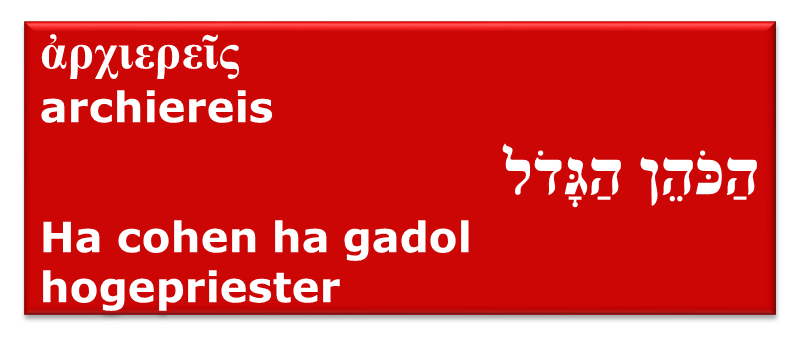 ἀρχιερεῖς
archiereis
הַכֹּהֵן הַגָּדֹל
Ha cohen ha gadol
hogepriester